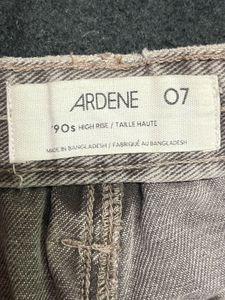 ARDENE 07
'90s HIGH RISE / TAILLE HAUTE
MADE IN BANGLADESH / FABRIQUÉ AU BANGLADESH